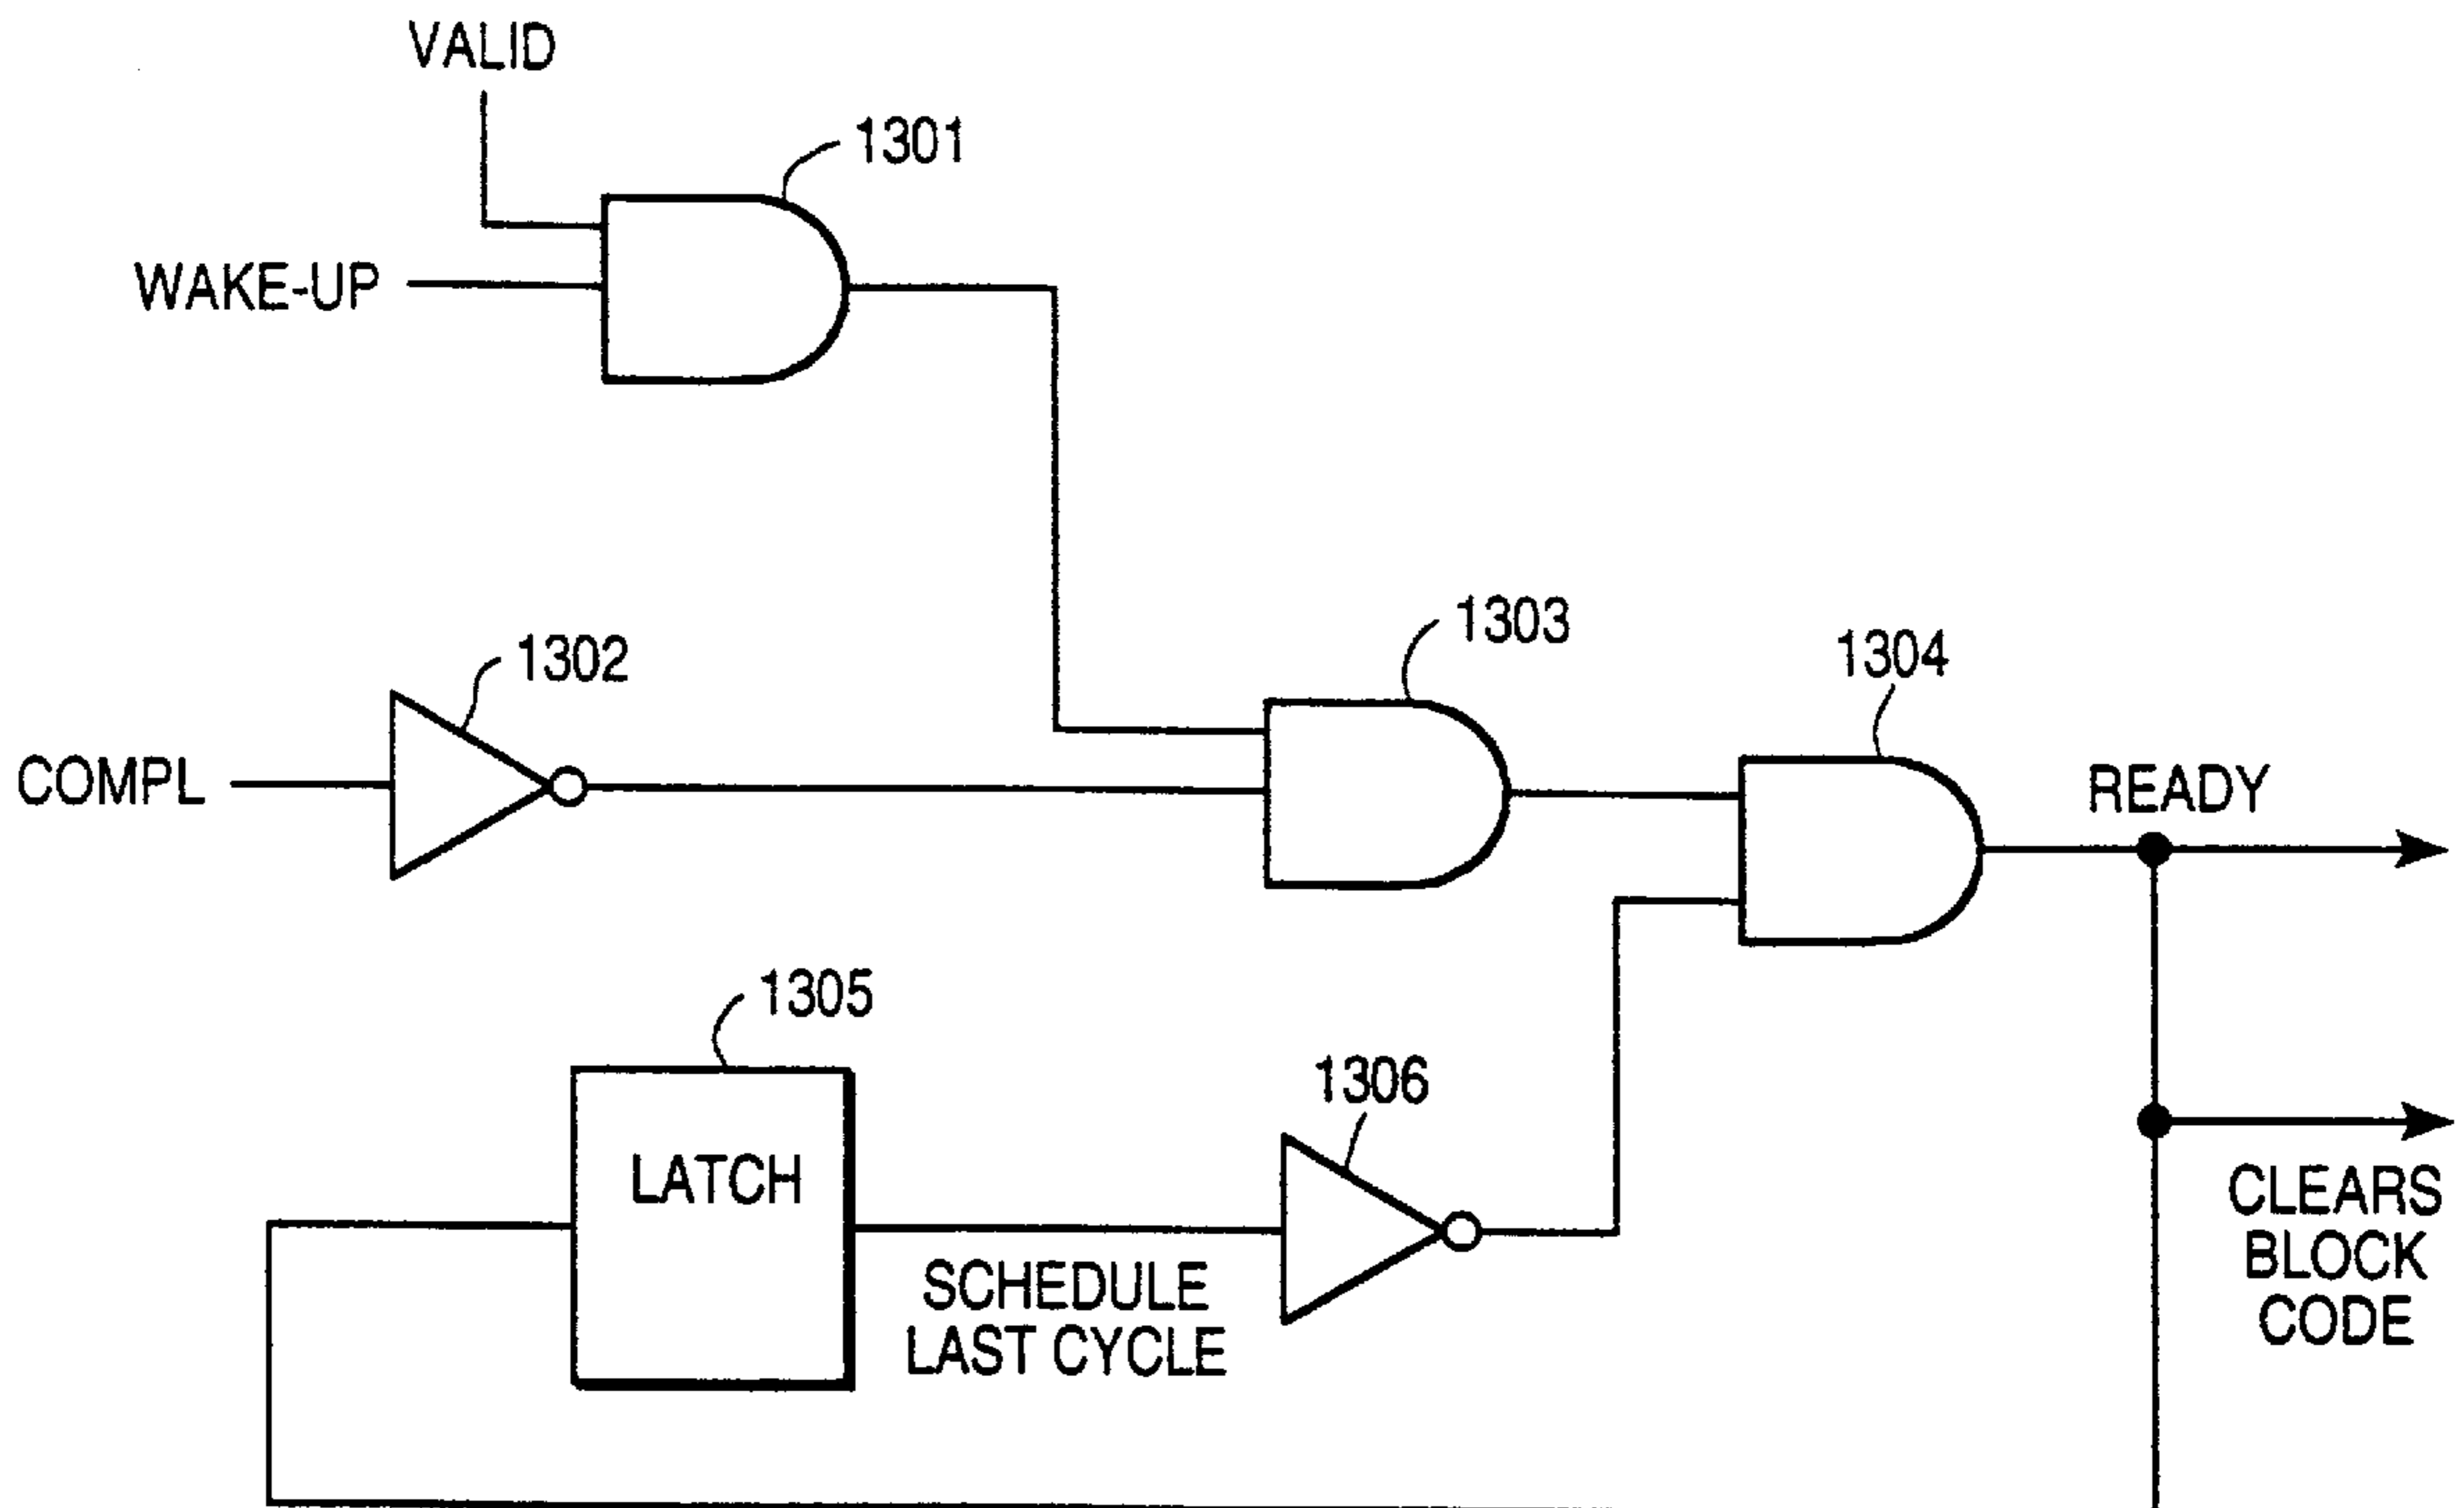 VALID
1301
WAKE-UP
1303
1302
1304
COMPL
READY
1305
1306
LATCH
SCHEDULE
LAST CYCLE
CLEARS
BLOCK
CODE